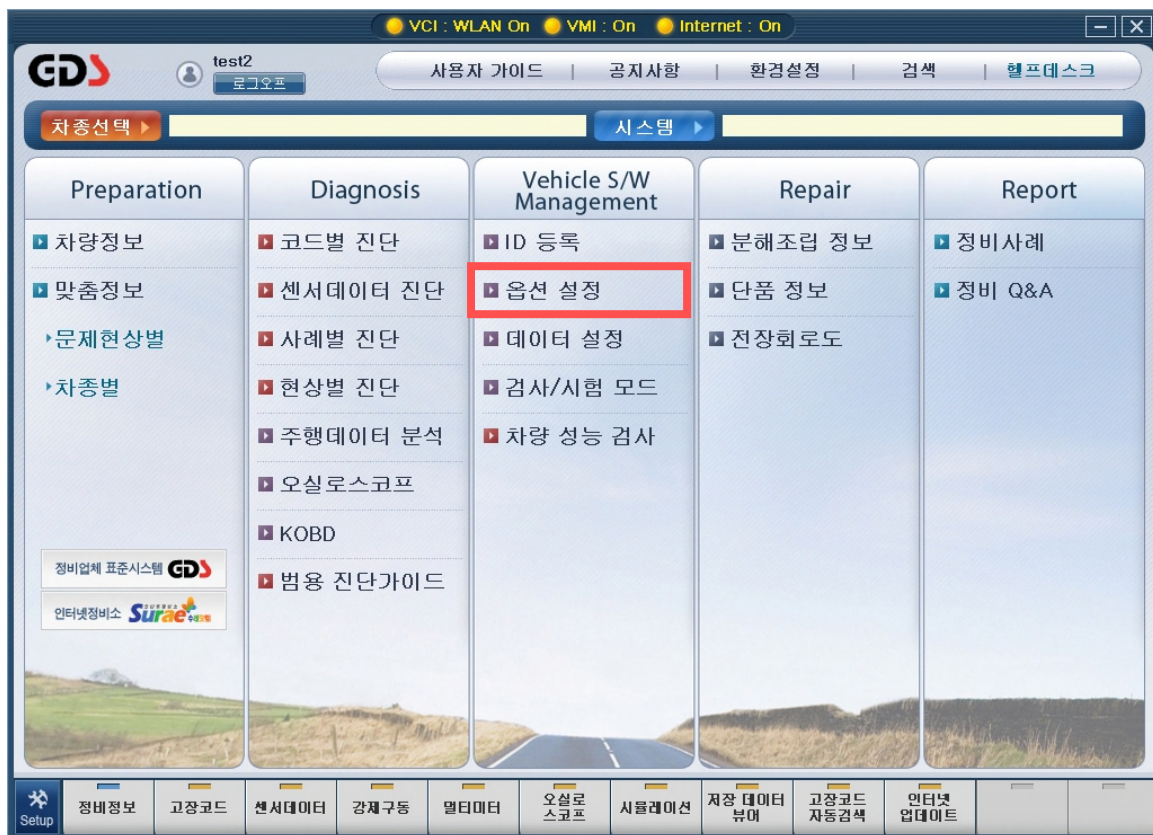 VCI : WLAN On VMI : On Internet : On
GDS
test2
로그오프
사용자 가이드 | 공지사항 | 환경설정 | 검색 | 헬프데스크
차종선택
시스템
Preparation
차량정보
맞춤정보
문제현상별
차종별
정비업체 표준시스템 GDS
인터넷정비소 Surae
Diagnosis
코드별 진단
센서데이터 진단
사례별 진단
현상별 진단
주행데이터 분석
오실로스코프
KOBD
범용 진단가이드
Vehicle S/W
Management
ID 등록
옵션 설정
데이터 설정
검사/시험 모드
차량 성능 검사
Repair
분해조립 정보
단품 정보
전장회로도
Report
정비사례
정비 Q&A
Setup
정비정보
고장코드
센서데이터
강제구동
멀티미터
오실로
스코프
시뮬레이션
저장 데이터
뷰어
고장코드
자동검색
인터넷
업데이트